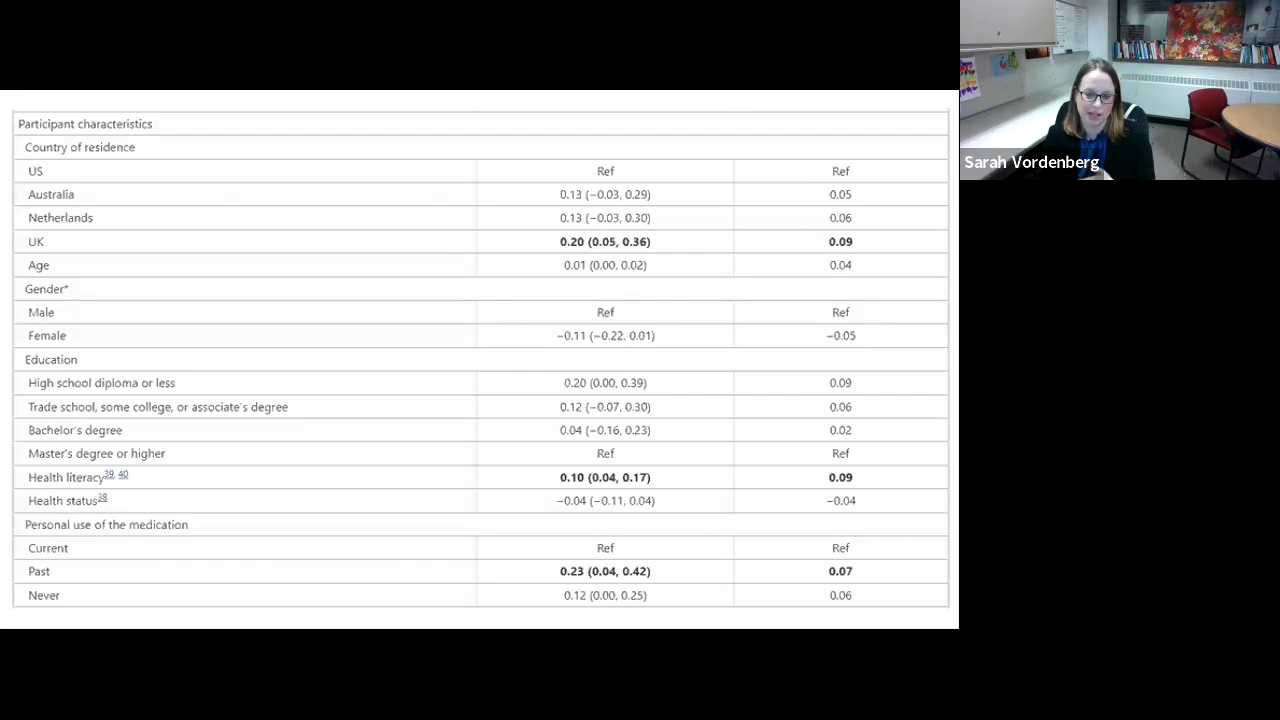 Participant characteristics
Country of residence
US Ref Ref
Australia 0.13 (−0.03, 0.29) 0.05
Netherlands 0.13 (−0.03, 0.30) 0.06
UK 0.20 (0.05, 0.36) 0.09
Age 0.01 (0.00, 0.02) 0.04
Gender*
Male Ref Ref
Female −0.11 (−0.22, 0.01) −0.05
Education
High school diploma or less 0.20 (0.00, 0.39) 0.09
Trade school, some college, or associate's degree 0.12 (−0.07, 0.30) 0.06
Bachelor's degree 0.04 (−0.16, 0.23) 0.02
Master's degree or higher Ref Ref
Health literacy39, 40 0.10 (0.04, 0.17) 0.09
Health status38 −0.04 (−0.11, 0.04) −0.04
Personal use of the medication
Current Ref Ref
Past 0.23 (0.04, 0.42) 0.07
Never 0.12 (0.00, 0.25) 0.06
Sarah Vordenberg